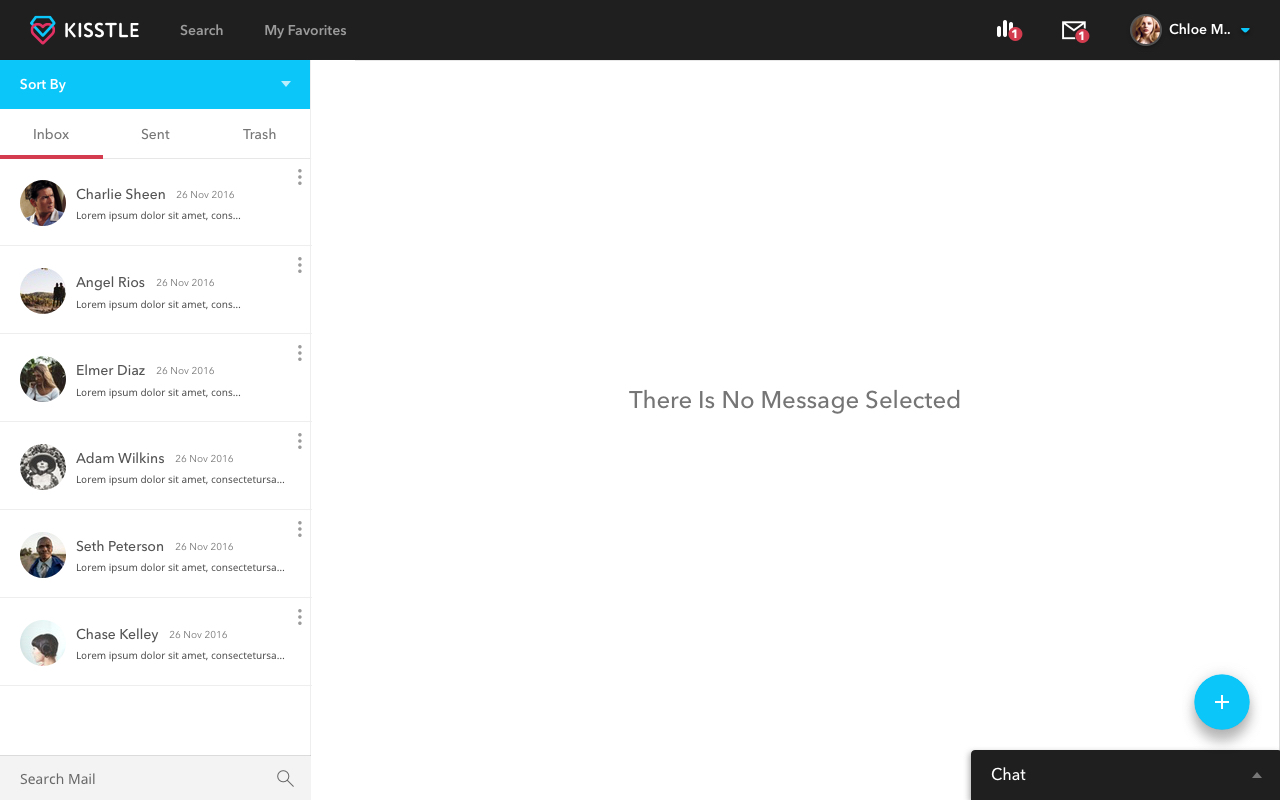 KISSTLE
Search
My Favorites
1
1
Chloe M..
Sort By
Inbox
Sent
Trash
Charlie Sheen 26 Nov 2016
Lorem ipsum dolor sit amet, cons...
Angel Rios 26 Nov 2016
Lorem ipsum dolor sit amet, cons...
Elmer Diaz 26 Nov 2016
Lorem ipsum dolor sit amet, cons...
Adam Wilkins 26 Nov 2016
Lorem ipsum dolor sit amet, consectetursa...
Seth Peterson 26 Nov 2016
Lorem ipsum dolor sit amet, consectetursa...
Chase Kelley 26 Nov 2016
Lorem ipsum dolor sit amet, consectetursa...
There Is No Message Selected
Search Mail
Chat